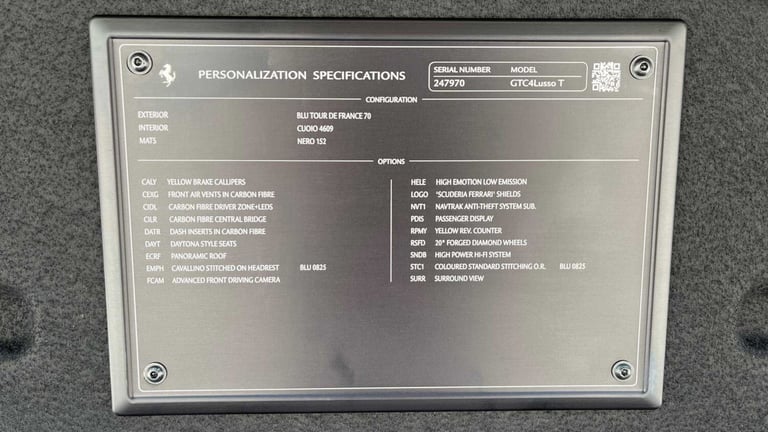 PERSONALIZATION SPECIFICATIONS
SERIAL NUMBER MODEL
247970 GTC4Lusso T
CONFIGURATION
EXTERIOR BLU TOUR DE FRANCE 70
INTERIOR CUOIO 4609
MATS NERO 152
OPTIONS
CALY YELLOW BRAKE CALLIPERS
CEXG FRONT AIR VENTS IN CARBON FIBRE
CIDL CARBON FIBRE DRIVER ZONE+LEDS
CILR CARBON FIBRE CENTRAL BRIDGE
DATR DASH INSERTS IN CARBON FIBRE
DAYT DAYTONA STYLE SEATS
ECRF PANORAMIC ROOF
EMPH CAVALLINO STITCHED ON HEADREST BLU 0825
FCAM ADVANCED FRONT DRIVING CAMERA
HELE HIGH EMOTION LOW EMISSION
LOGO 'SCUDERIA FERRARI' SHIELDS
NVT1 NAVTRAK ANTI-THEFT SYSTEM SUB.
PDIS PASSENGER DISPLAY
RPMY YELLOW REV. COUNTER
RSFD 20" FORGED DIAMOND WHEELS
SNDB HIGH POWER HI-FI SYSTEM
STC1 COLOURED STANDARD STITCHING O.R. BLU 0825
SURR SURROUND VIEW